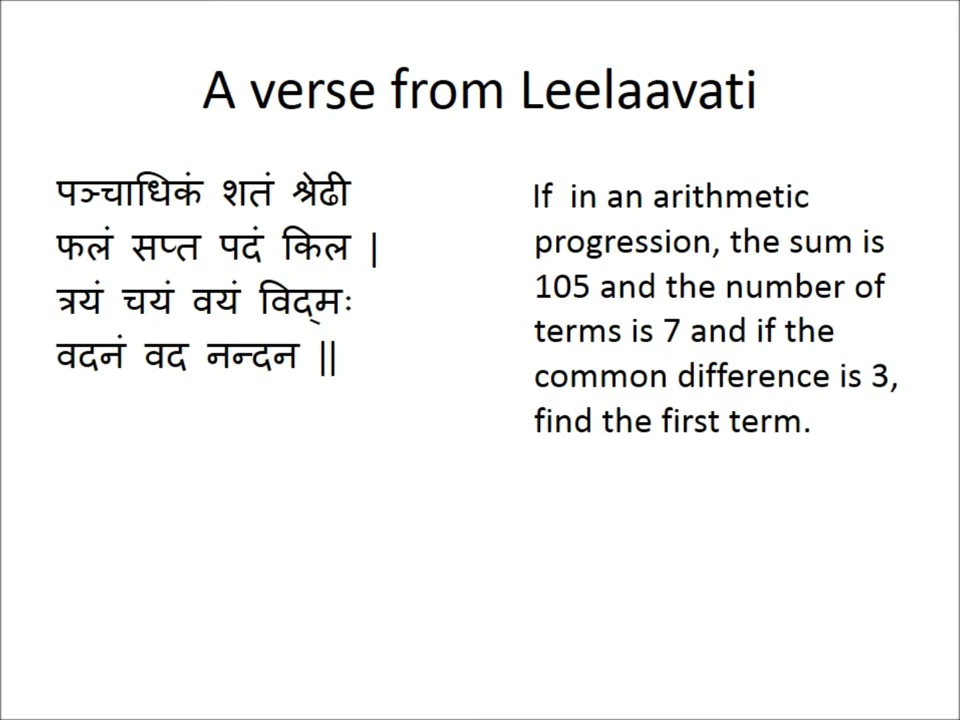 A verse from Leelaavati
पञ्चाधिकं शतं श्रेढी
फलं सप्त पदं किल |
त्रयं चयं वयं विद्‌मः
वदनं वद नन्दन ||
If in an arithmetic
progression, the sum is
105 and the number of
terms is 7 and if the
common difference is 3,
find the first term.